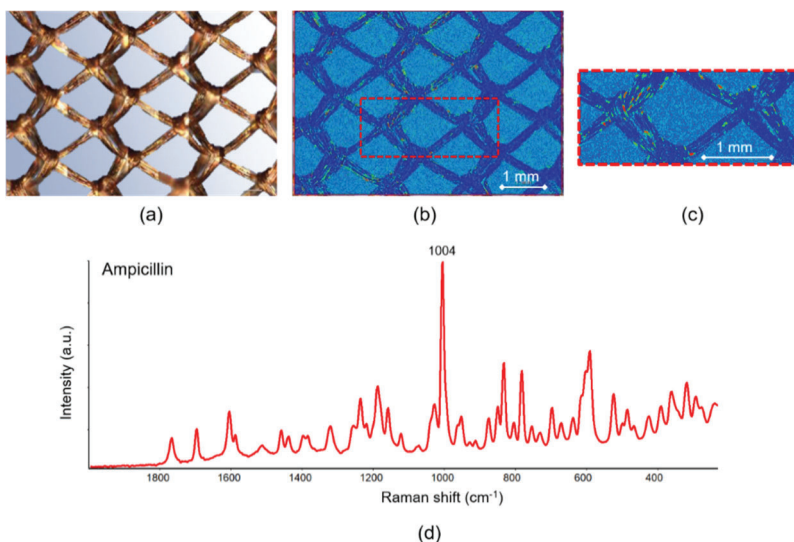 1 mm
1 mm
(a)
(b)
(c)
Ampicillin
1004
Intensity (a.u.)
1800
1600
1400
1200
1000
800
600
400
Raman shift (cm⁻¹)
(d)